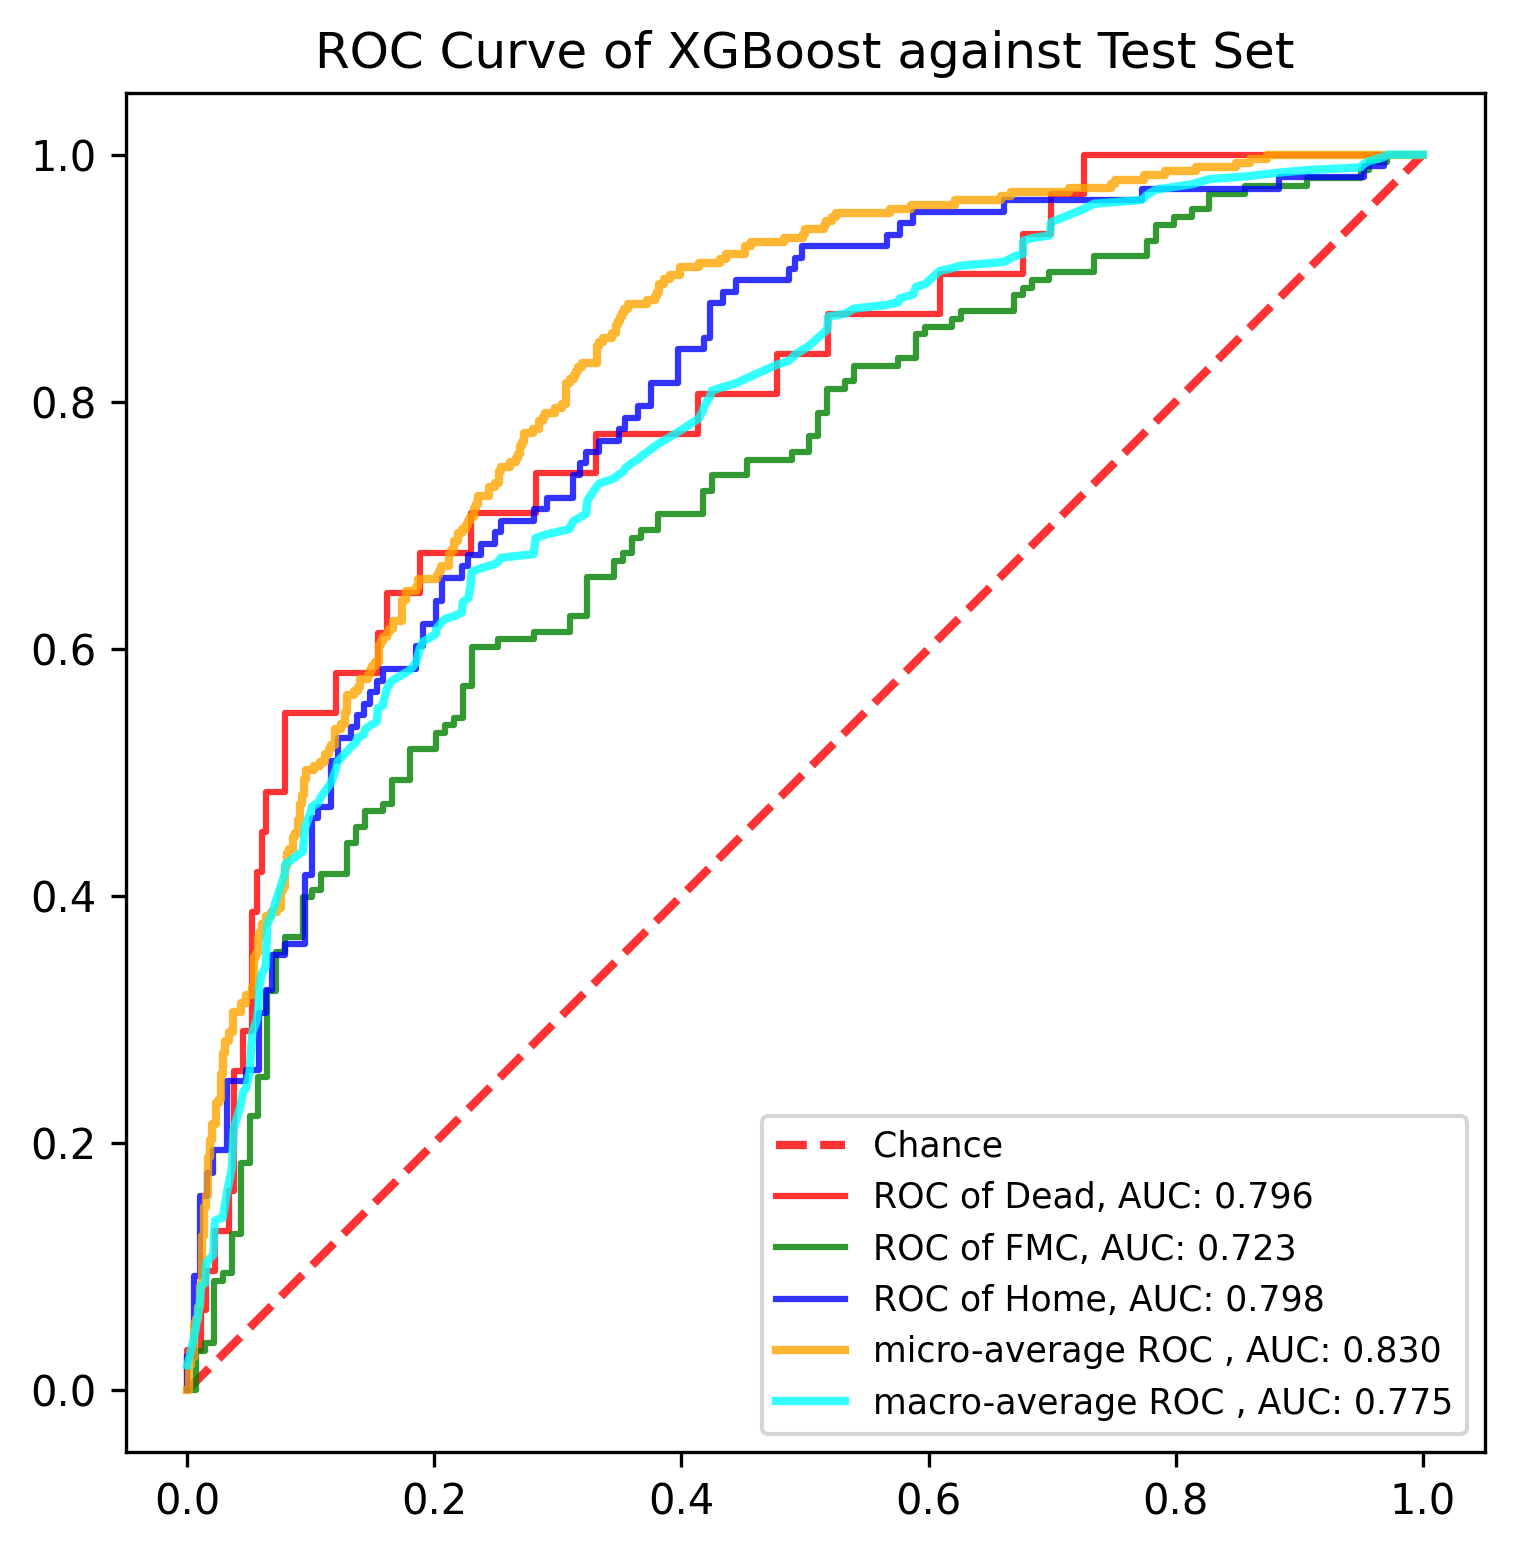 ROC Curve of XGBoost against Test Set
1.0
0.8
0.6
0.4
0.2
0.0
Chance
ROC of Dead, AUC: 0.796
ROC of FMC, AUC: 0.723
ROC of Home, AUC: 0.798
micro-average ROC , AUC: 0.830
macro-average ROC , AUC: 0.775
0.0 0.2 0.4 0.6 0.8 1.0